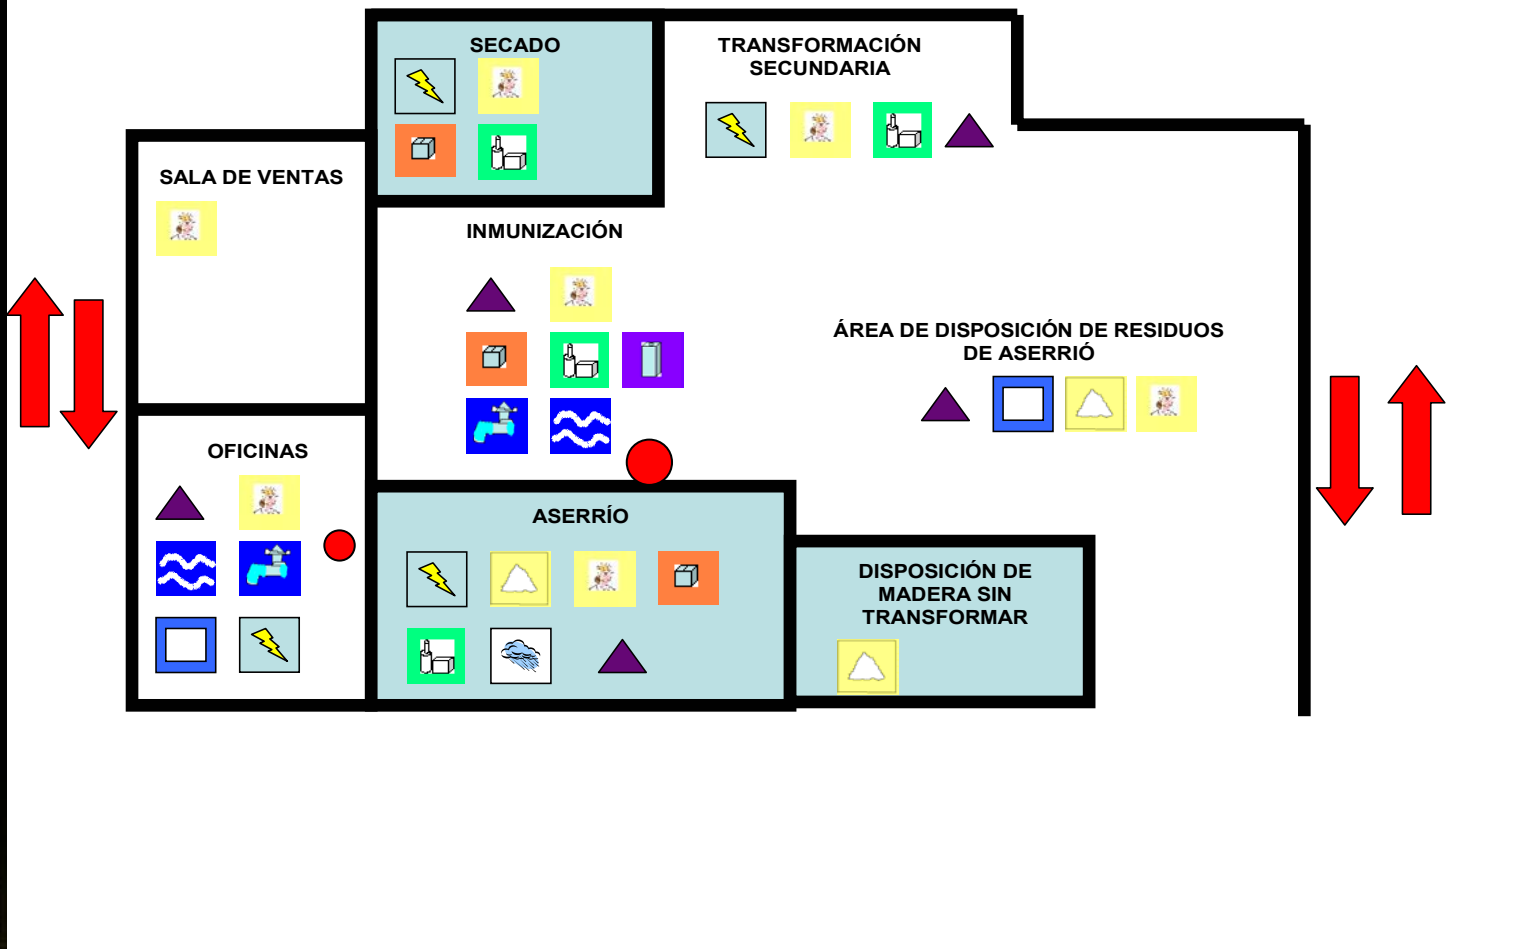 SECADO
TRANSFORMACIÓN
SECUNDARIA
SALA DE VENTAS
INMUNIZACIÓN
ÁREA DE DISPOSICIÓN DE RESIDUOS
DE ASERRIÓ
OFICINAS
ASERRÍO
DISPOSICIÓN DE
MADERA SIN
TRANSFORMAR